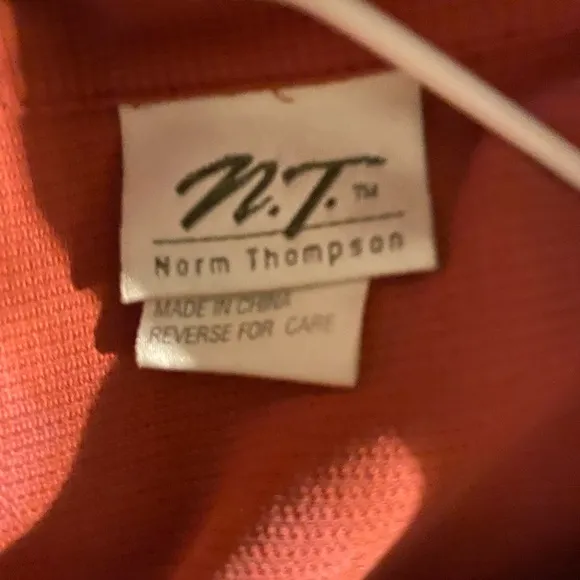 N.T.™
Norm Thompson
MADE IN CHINA
REVERSE FOR CARE